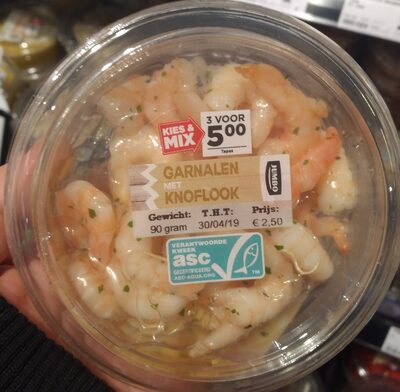 KIES &
MIX
3 VOOR
5.00
Tapas
GARNALEN
MET
KNOFLOOK
JUMBO
Gewicht: T.H.T: Prijs:
90 gram 30/04/19 € 2,50
VERANTWOORDE
KWEEK
asc
GECERTIFICEERD
ASC-AQUA.ORG
TM